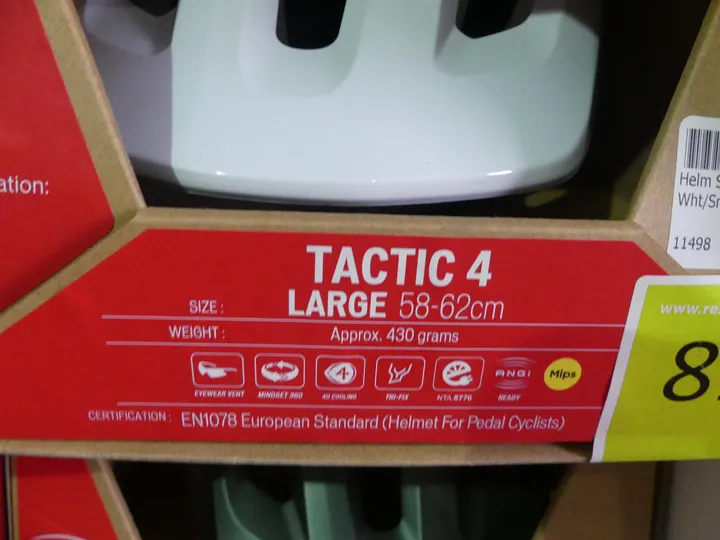 ation:
Helm S
Wht/Sr
11498
TACTIC 4
SIZE : LARGE 58-62cm
WEIGHT : Approx. 430 grams
EYEWEAR VENT MINDSET 360 4D COOLING TRI-FIX NTA 8776 ANGi READY Mips
CERTIFICATION: EN1078 European Standard (Helmet For Pedal Cyclists)
www.re
8